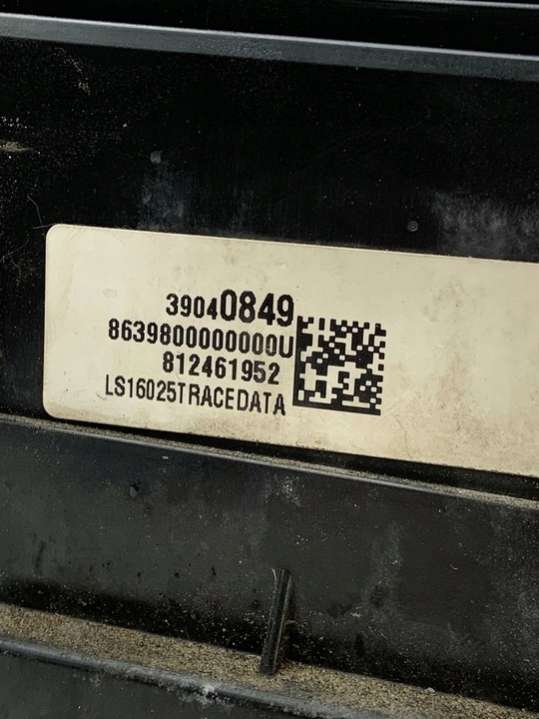 39040849
8639800000000U
812461952
LS16025TRACEDATA